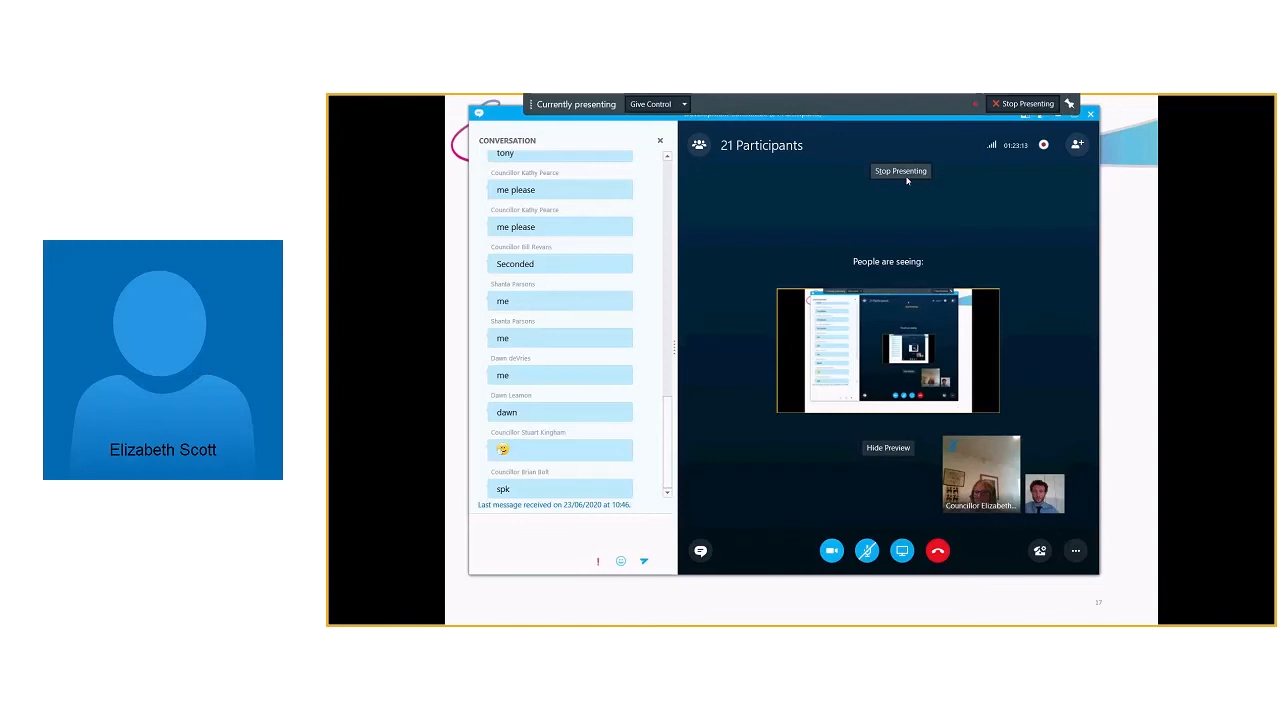 Currently presenting
Give Control
Stop Presenting
CONVERSATION
tony
Councillor Kathy Pearce
me please
Councillor Kathy Pearce
me please
Councillor Bill Revans
Seconded
Shanta Parsons
me
Shanta Parsons
me
Dawn deVries
me
Dawn Leamon
dawn
Councillor Stuart Kingham
Councillor Brian Bolt
spk
Last message received on 23/06/2020 at 10:46.
21 Participants
01:23:13
Stop Presenting
People are seeing:
Hide Preview
Councillor Elizabeth...
Elizabeth Scott
17